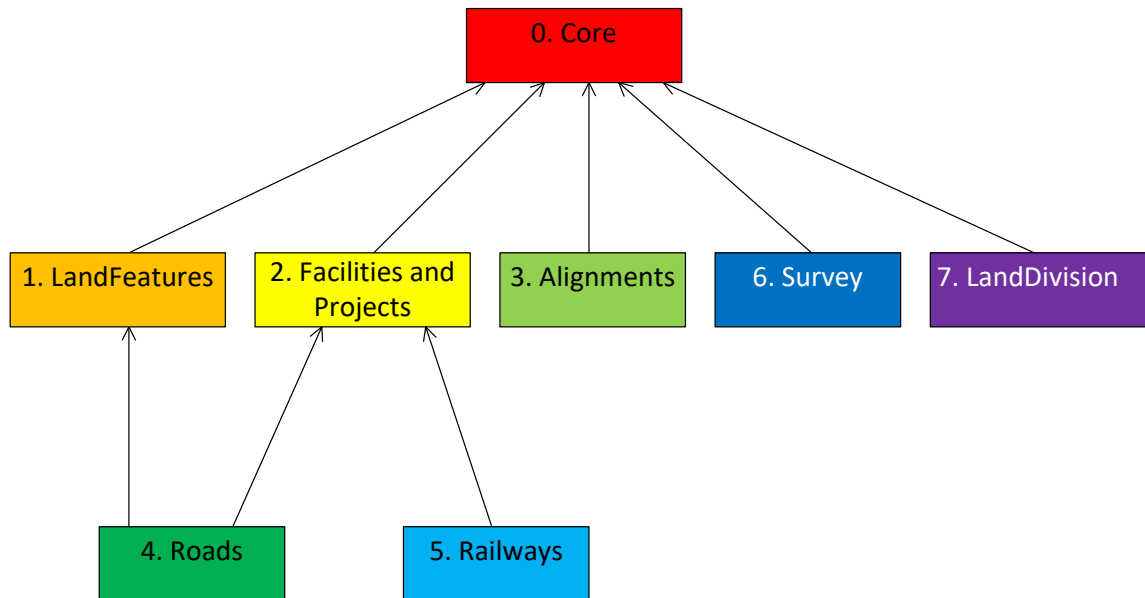 0. Core
1. LandFeatures
2. Facilities and
Projects
3. Alignments
6. Survey
7. LandDivision
4. Roads
5. Railways